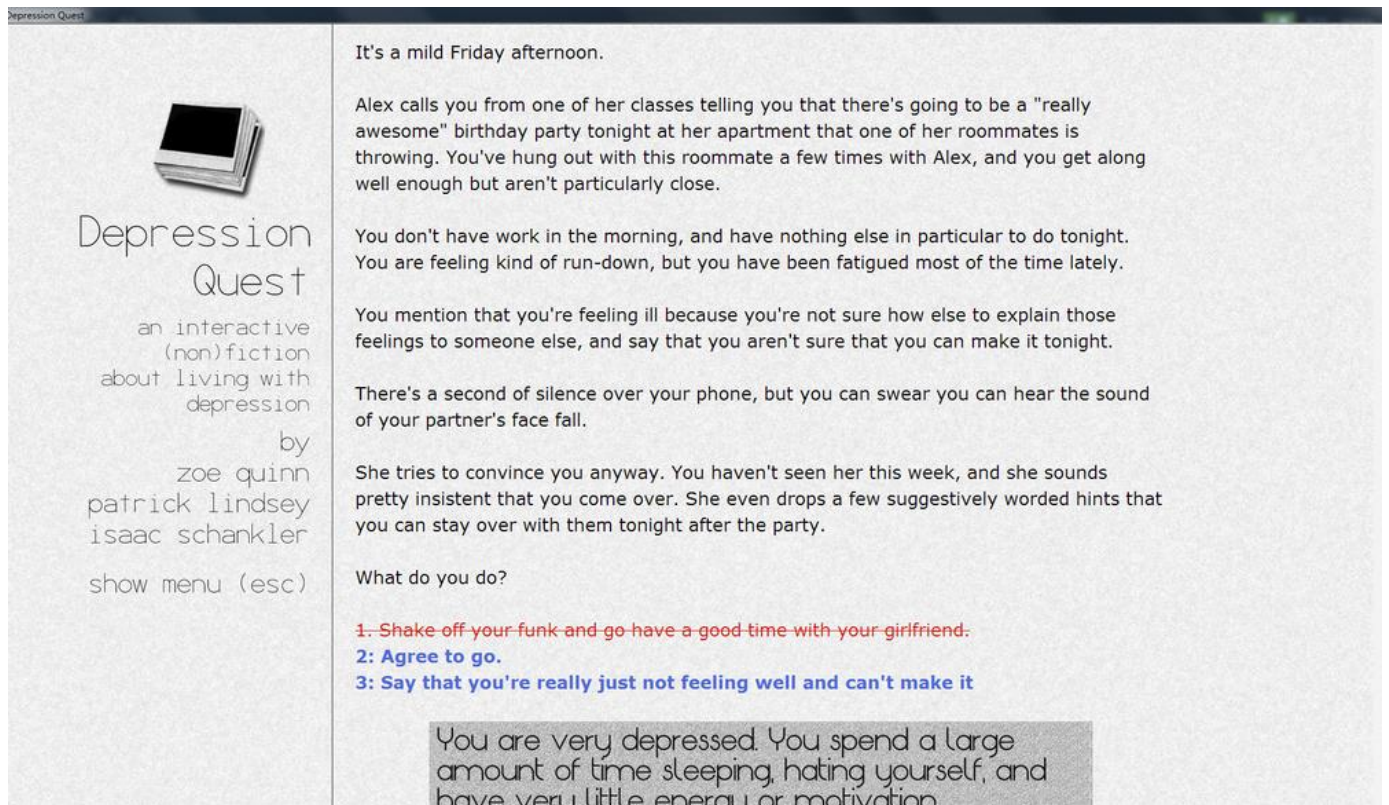 Depression Quest
Depression
Quest
an interactive
(non)fiction
about living with
depression
by
zoe quinn
patrick lindsey
isaac schankler
show menu (esc)
It's a mild Friday afternoon.
Alex calls you from one of her classes telling you that there's going to be a "really
awesome" birthday party tonight at her apartment that one of her roommates is
throwing. You've hung out with this roommate a few times with Alex, and you get along
well enough but aren't particularly close.
You don't have work in the morning, and have nothing else in particular to do tonight.
You are feeling kind of run-down, but you have been fatigued most of the time lately.
You mention that you're feeling ill because you're not sure how else to explain those
feelings to someone else, and say that you aren't sure that you can make it tonight.
There's a second of silence over your phone, but you can swear you can hear the sound
of your partner's face fall.
She tries to convince you anyway. You haven't seen her this week, and she sounds
pretty insistent that you come over. She even drops a few suggestively worded hints that
you can stay over with them tonight after the party.
What do you do?
1. Shake off your funk and go have a good time with your girlfriend.
2: Agree to go.
3: Say that you're really just not feeling well and can't make it
You are very depressed. You spend a large
amount of time sleeping, hating yourself, and
have very little energy or motivation.